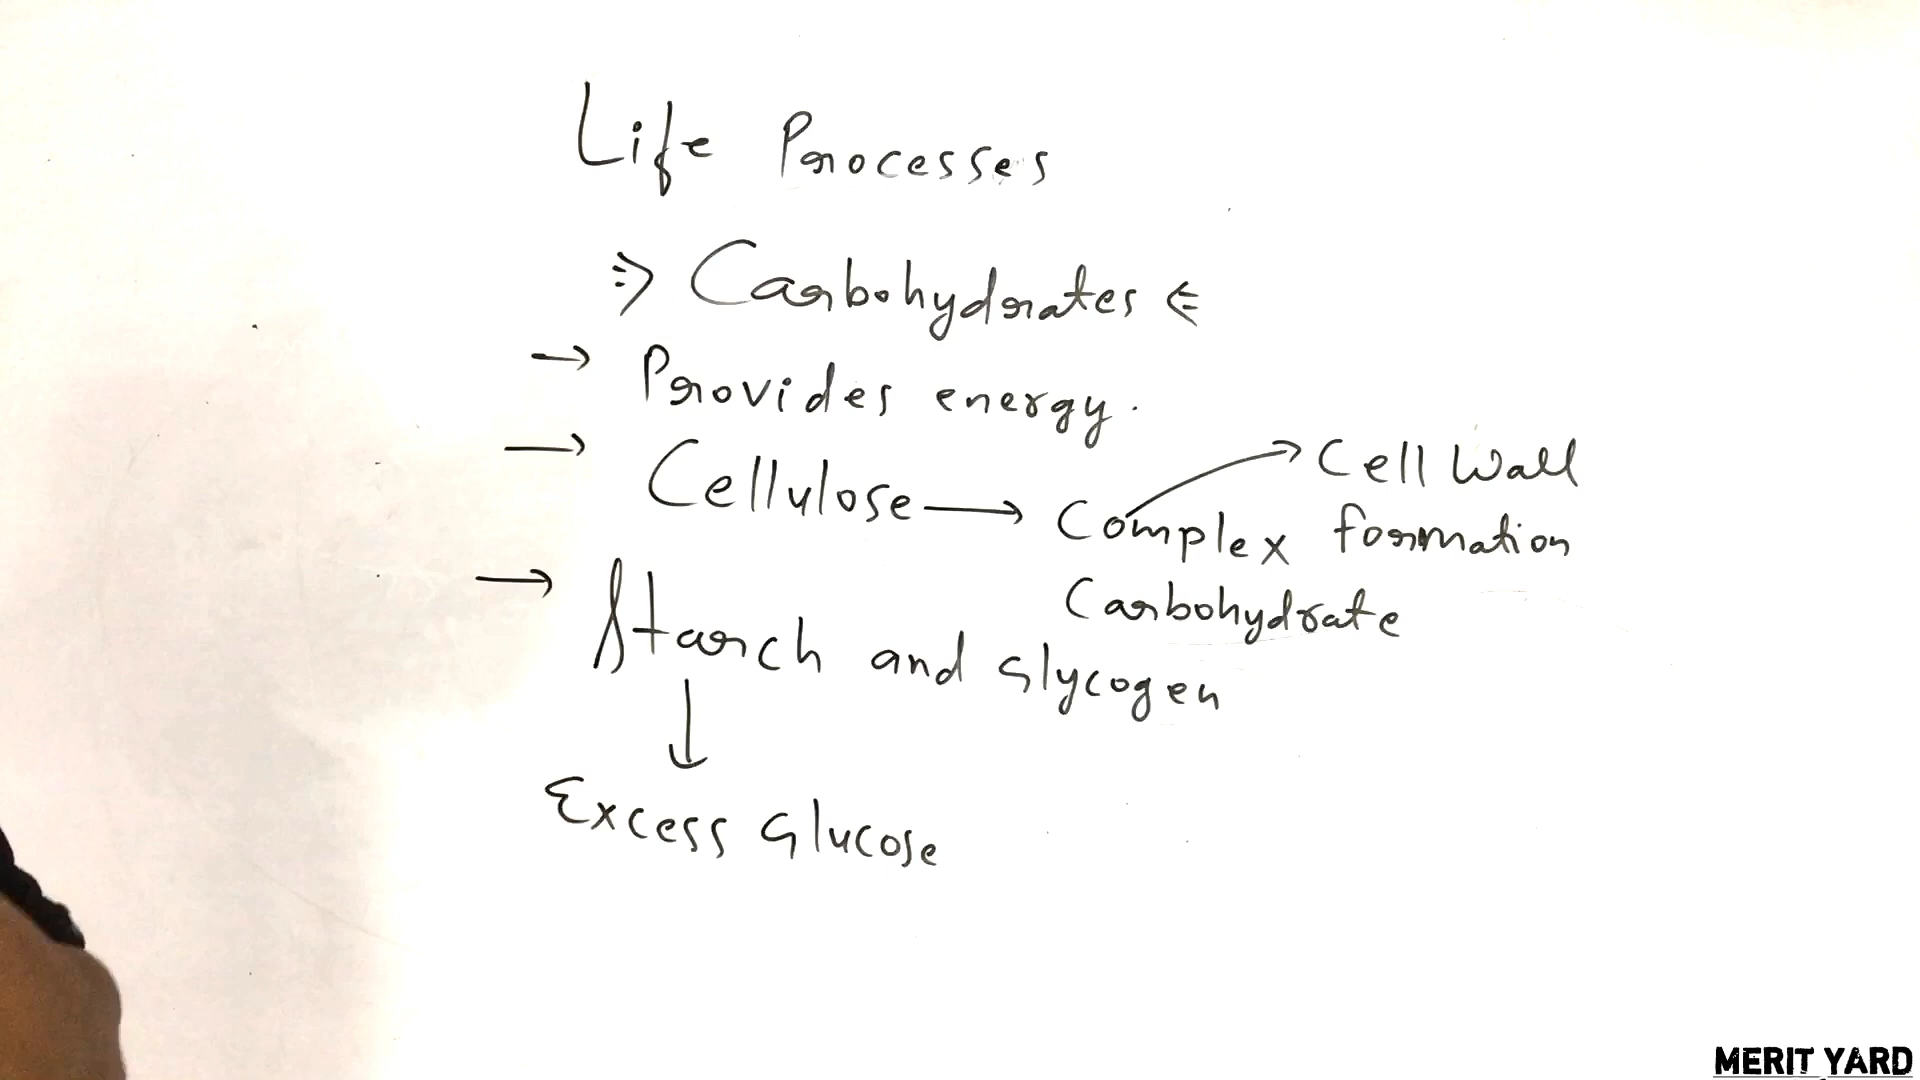 Life Processes
⇒ Carbohydrates ⇐
→ Provides energy.
→ Cellulose → Complex Carbohydrate
→ Cell Wall formation
→ Starch and Glycogen
↓
Excess Glucose
MERIT YARD